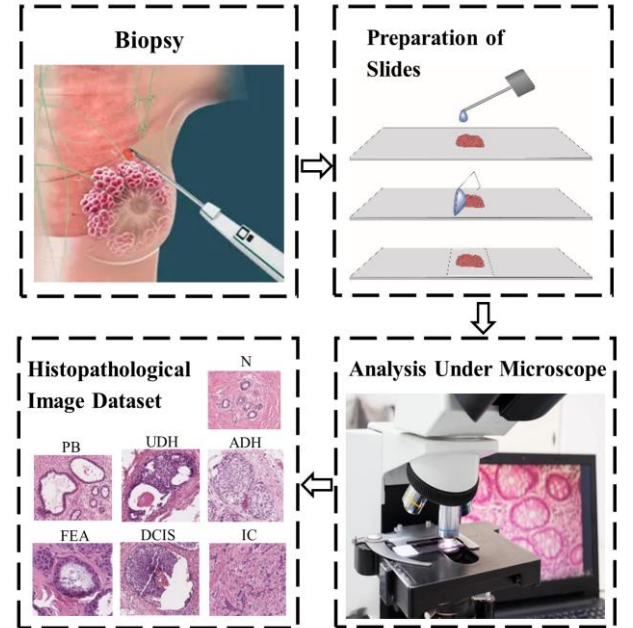 Biopsy
Preparation of
Slides
Analysis Under Microscope
Histopathological
Image Dataset
N
PB
UDH
ADH
FEA
DCIS
IC